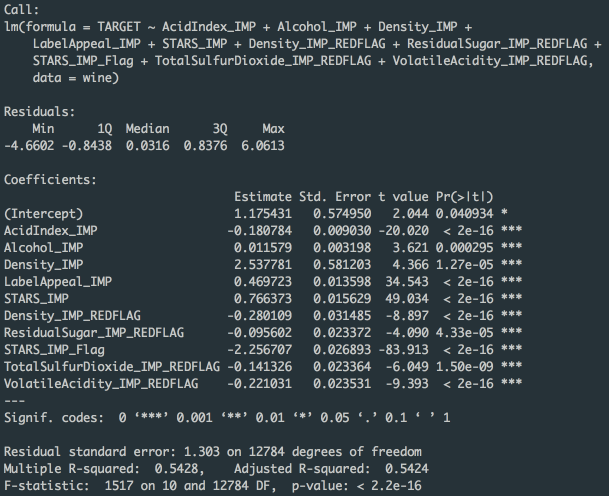 Call:
lm(formula = TARGET ~ AcidIndex_IMP + Alcohol_IMP + Density_IMP +
    LabelAppeal_IMP + STARS_IMP + Density_IMP_REDFLAG + ResidualSugar_IMP_REDFLAG +
    STARS_IMP_Flag + TotalSulfurDioxide_IMP_REDFLAG + VolatileAcidity_IMP_REDFLAG,
    data = wine)
Residuals:
    Min      1Q  Median      3Q     Max
-4.6602 -0.8438  0.0316  0.8376  6.0613
Coefficients:
                                Estimate Std. Error t value Pr(>|t|)
(Intercept)                     1.175431   0.574950   2.044 0.040934 *
AcidIndex_IMP                  -0.180784   0.009030 -20.020  < 2e-16 ***
Alcohol_IMP                     0.011579   0.003198   3.621 0.000295 ***
Density_IMP                     2.537781   0.581203   4.366 1.27e-05 ***
LabelAppeal_IMP                 0.469723   0.013598  34.543  < 2e-16 ***
STARS_IMP                       0.766373   0.015629  49.034  < 2e-16 ***
Density_IMP_REDFLAG            -0.280109   0.031485  -8.897  < 2e-16 ***
ResidualSugar_IMP_REDFLAG      -0.095602   0.023372  -4.090 4.33e-05 ***
STARS_IMP_Flag                 -2.256707   0.026893 -83.913  < 2e-16 ***
TotalSulfurDioxide_IMP_REDFLAG -0.141326   0.023364  -6.049 1.50e-09 ***
VolatileAcidity_IMP_REDFLAG    -0.221031   0.023531  -9.393  < 2e-16 ***
---
Signif. codes:  0 ‘***’ 0.001 ‘**’ 0.01 ‘*’ 0.05 ‘.’ 0.1 ‘ ’ 1
Residual standard error: 1.303 on 12784 degrees of freedom
Multiple R-squared:  0.5428,    Adjusted R-squared:  0.5424
F-statistic:  1517 on 10 and 12784 DF,  p-value: < 2.2e-16